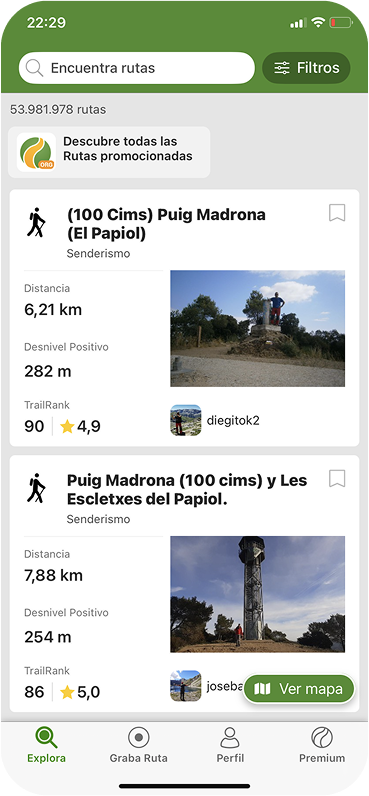 22:29
Encuentra rutas
Filtros
53.981.978 rutas
ORG
Descubre todas las
Rutas promocionadas
(100 Cims) Puig Madrona
(El Papiol)
Senderismo
Distancia
6,21 km
Desnivel Positivo
282 m
TrailRank
90
4,9
diegitok2
Puig Madrona (100 cims) y Les
Escletxes del Papiol.
Senderismo
Distancia
7,88 km
Desnivel Positivo
254 m
TrailRank
86
5,0
Ver mapa
Explora
Graba Ruta
Perfil
Premium